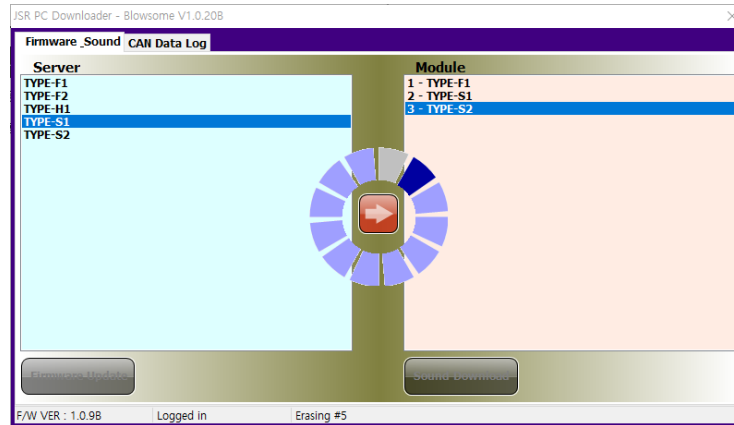 JSR PC Downloader - Blowsome V1.0.20B
Firmware _Sound CAN Data Log
Server
TYPE-F1
TYPE-F2
TYPE-H1
TYPE-S1
TYPE-S2
Module
1 - TYPE-F1
2 - TYPE-S1
3 - TYPE-S2
Firmware Update
Sound Download
F/W VER : 1.0.9B Logged in Erasing #5